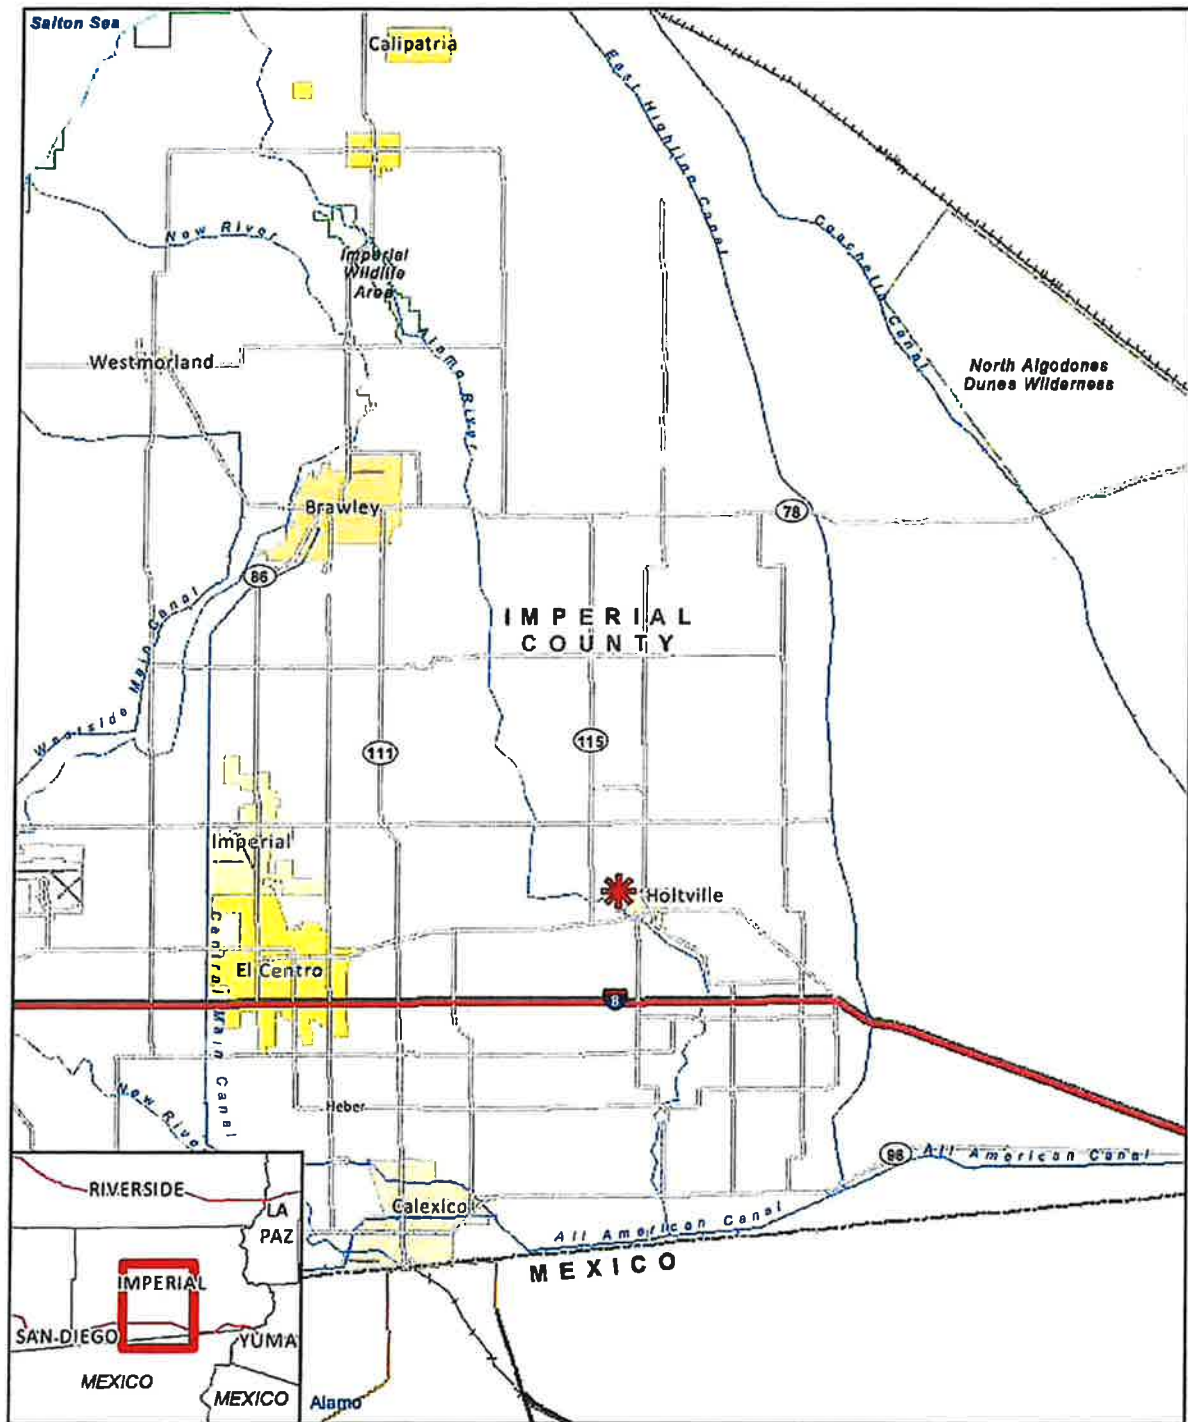 Salton Sea
Calipatria
East Highline Canal
New River
Imperial
Wildlife
Area
Coachella Canal
Alamo River
Westmorland
North Algodones
Dunes Wilderness
Brawley
78
86
IMPERIAL
COUNTY
Westside Main Canal
111
115
Imperial
Holtville
El Centro
8
Central Main Canal
New River
Heber
98
All American Canal
Calexico
All American Canal
MEXICO
RIVERSIDE
LA
PAZ
IMPERIAL
SAN DIEGO
YUMA
MEXICO
MEXICO
Alamo